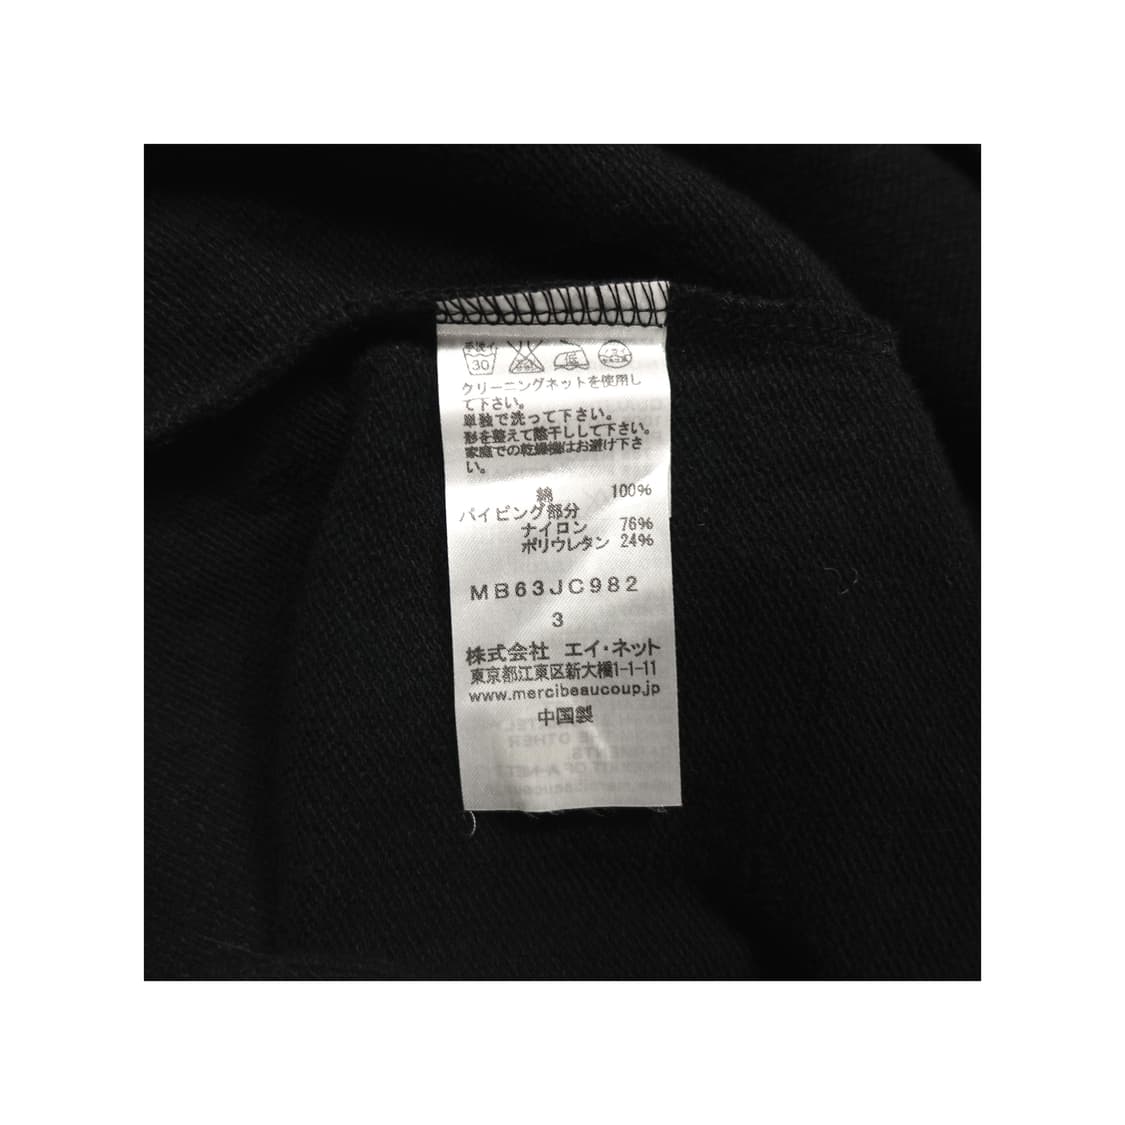 手洗イ
30
低
クリーニングネットを使用し
て下さい。
単独で洗って下さい。
形を整えて陰干しして下さい。
家庭での乾燥機はお避け下さ
い。
綿 100%
パイピング部分
ナイロン 76%
ポリウレタン 24%
MB63JC982
3
株式会社 エイ・ネット
東京都江東区新大橋1-1-11
www.mercibeaucoup.jp
中国製